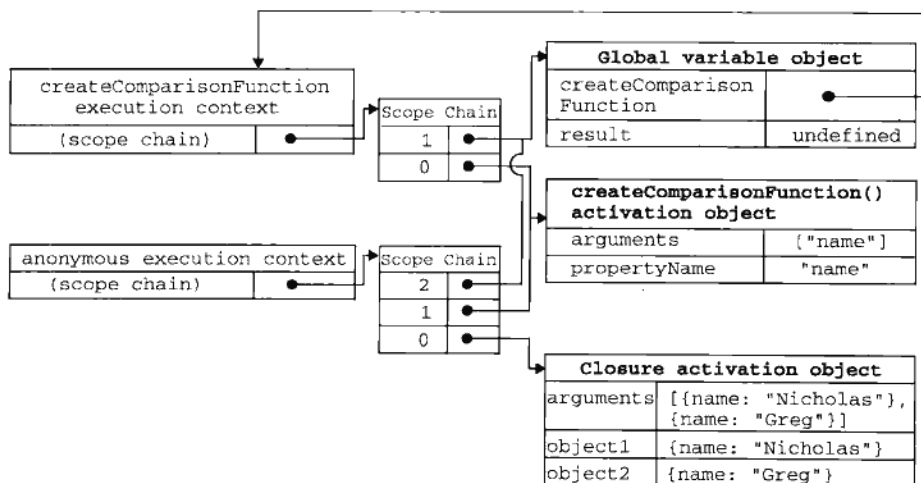 createComparisonFunction
execution context
(scope chain)
Scope Chain
1
0
anonymous execution context
(scope chain)
Scope Chain
2
1
0
Global variable object
createComparison
Function
result undefined
createComparisonFunction()
activation object
arguments ["name"]
propertyName "name"
Closure activation object
arguments [{name: "Nicholas"},
{name: "Greg"}]
object1 {name: "Nicholas"}
object2 {name: "Greg"}